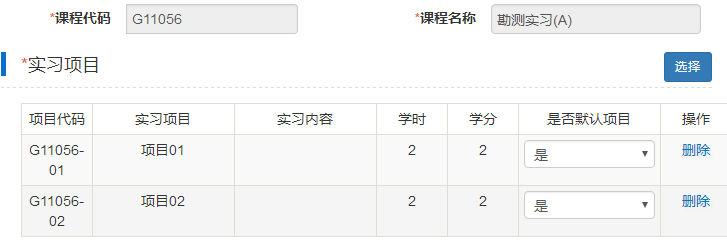 *课程代码 G11056 *课程名称 勘测实习(A)
*实习项目 选择
项目代码 实习项目 实习内容 学时 学分 是否默认项目 操作
G11056-
01 项目01 2 2 是 删除
G11056-
02 项目02 2 2 是 删除